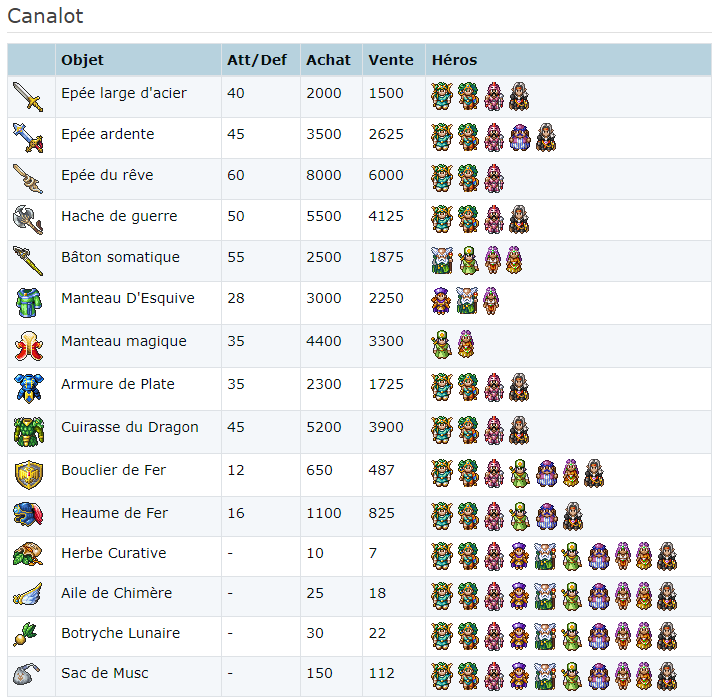 Canalot
Objet Att/Def Achat Vente Héros
Epée large d'acier 40 2000 1500
Epée ardente 45 3500 2625
Epée du rêve 60 8000 6000
Hache de guerre 50 5500 4125
Bâton somatique 55 2500 1875
Manteau D'Esquive 28 3000 2250
Manteau magique 35 4400 3300
Armure de Plate 35 2300 1725
Cuirasse du Dragon 45 5200 3900
Bouclier de Fer 12 650 487
Heaume de Fer 16 1100 825
Herbe Curative - 10 7
Aile de Chimère - 25 18
Botryche Lunaire - 30 22
Sac de Musc - 150 112